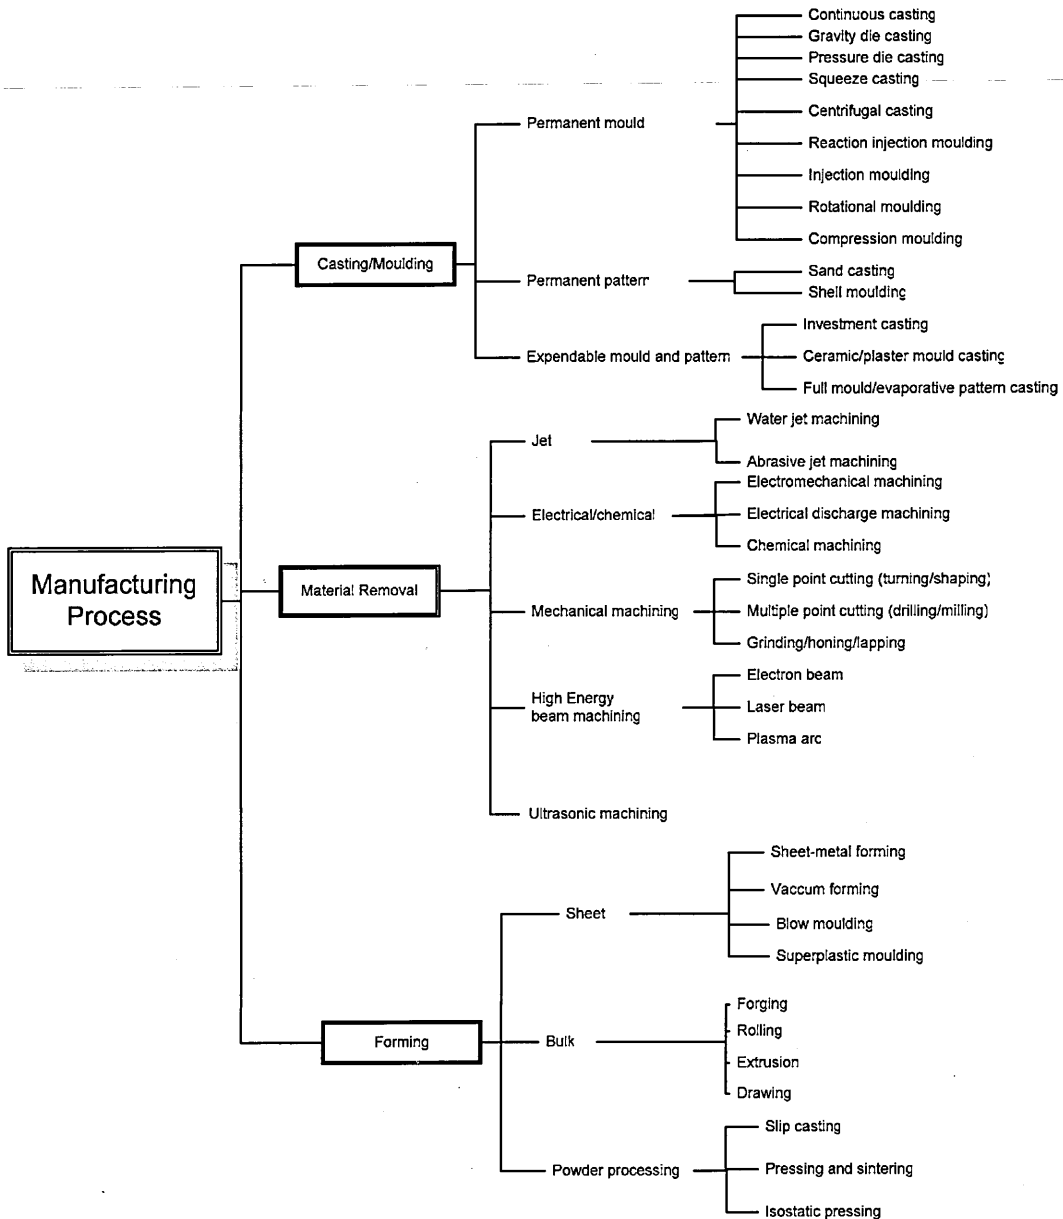 Continuous casting
Gravity die casting
Pressure die casting
Squeeze casting
Centrifugal casting
Permanent mould
Reaction injection moulding
Injection moulding
Rotational moulding
Compression moulding
Casting/Moulding
Sand casting
Permanent pattern
Shell moulding
Investment casting
Expendable mould and pattern
Ceramic/plaster mould casting
Full mould/evaporative pattern casting
Water jet machining
Jet
Abrasive jet machining
Electromechanical machining
Electrical/chemical
Electrical discharge machining
Chemical machining
Manufacturing
Process
Material Removal
Single point cutting (turning/shaping)
Mechanical machining
Multiple point cutting (drilling/milling)
Grinding/honing/lapping
Electron beam
High Energy
beam machining
Laser beam
Plasma arc
Ultrasonic machining
Sheet-metal forming
Vaccum forming
Sheet
Blow moulding
Superplastic moulding
Forging
Rolling
Forming
Bulk
Extrusion
Drawing
Slip casting
Powder processing
Pressing and sintering
Isostatic pressing